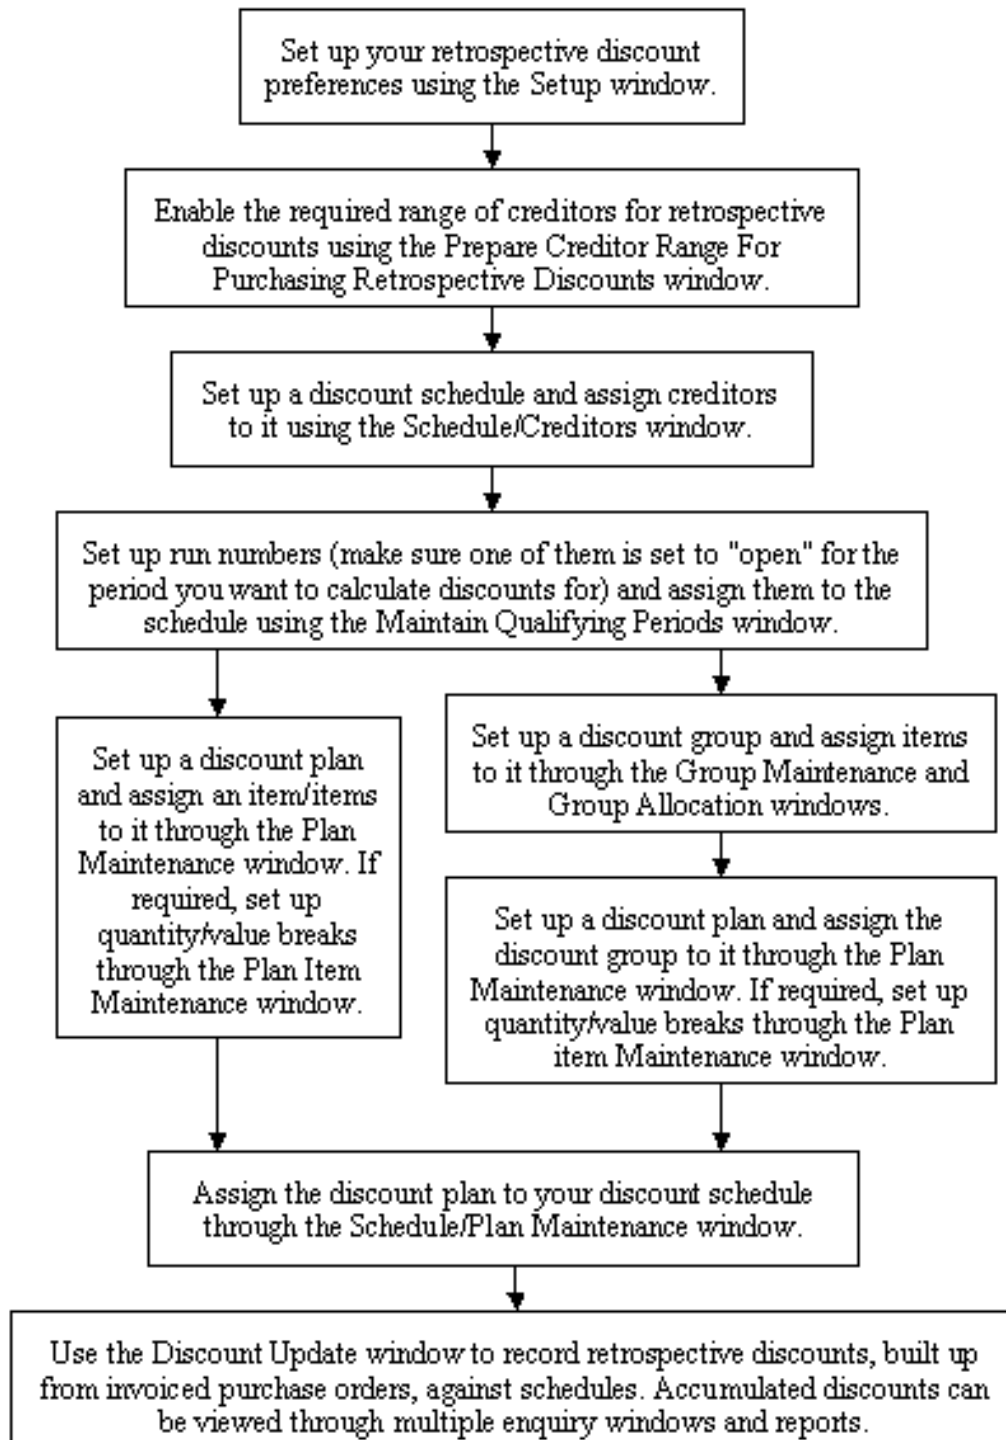 Set up your retrospective discount
preferences using the Setup window.
Enable the required range of creditors for retrospective
discounts using the Prepare Creditor Range For
Purchasing Retrospective Discounts window.
Set up a discount schedule and assign creditors
to it using the Schedule/Creditors window.
Set up run numbers (make sure one of them is set to "open" for the
period you want to calculate discounts for) and assign them to the
schedule using the Maintain Qualifying Periods window.
Set up a discount plan
and assign an item/items
to it through the Plan
Maintenance window. If
required, set up
quantity/value breaks
through the Plan Item
Maintenance window.
Set up a discount group and assign items
to it through the Group Maintenance and
Group Allocation windows.
Set up a discount plan and assign the
discount group to it through the Plan
Maintenance window. If required, set up
quantity/value breaks through the Plan
item Maintenance window.
Assign the discount plan to your discount schedule
through the Schedule/Plan Maintenance window.
Use the Discount Update window to record retrospective discounts, built up
from invoiced purchase orders, against schedules. Accumulated discounts can
be viewed through multiple enquiry windows and reports.